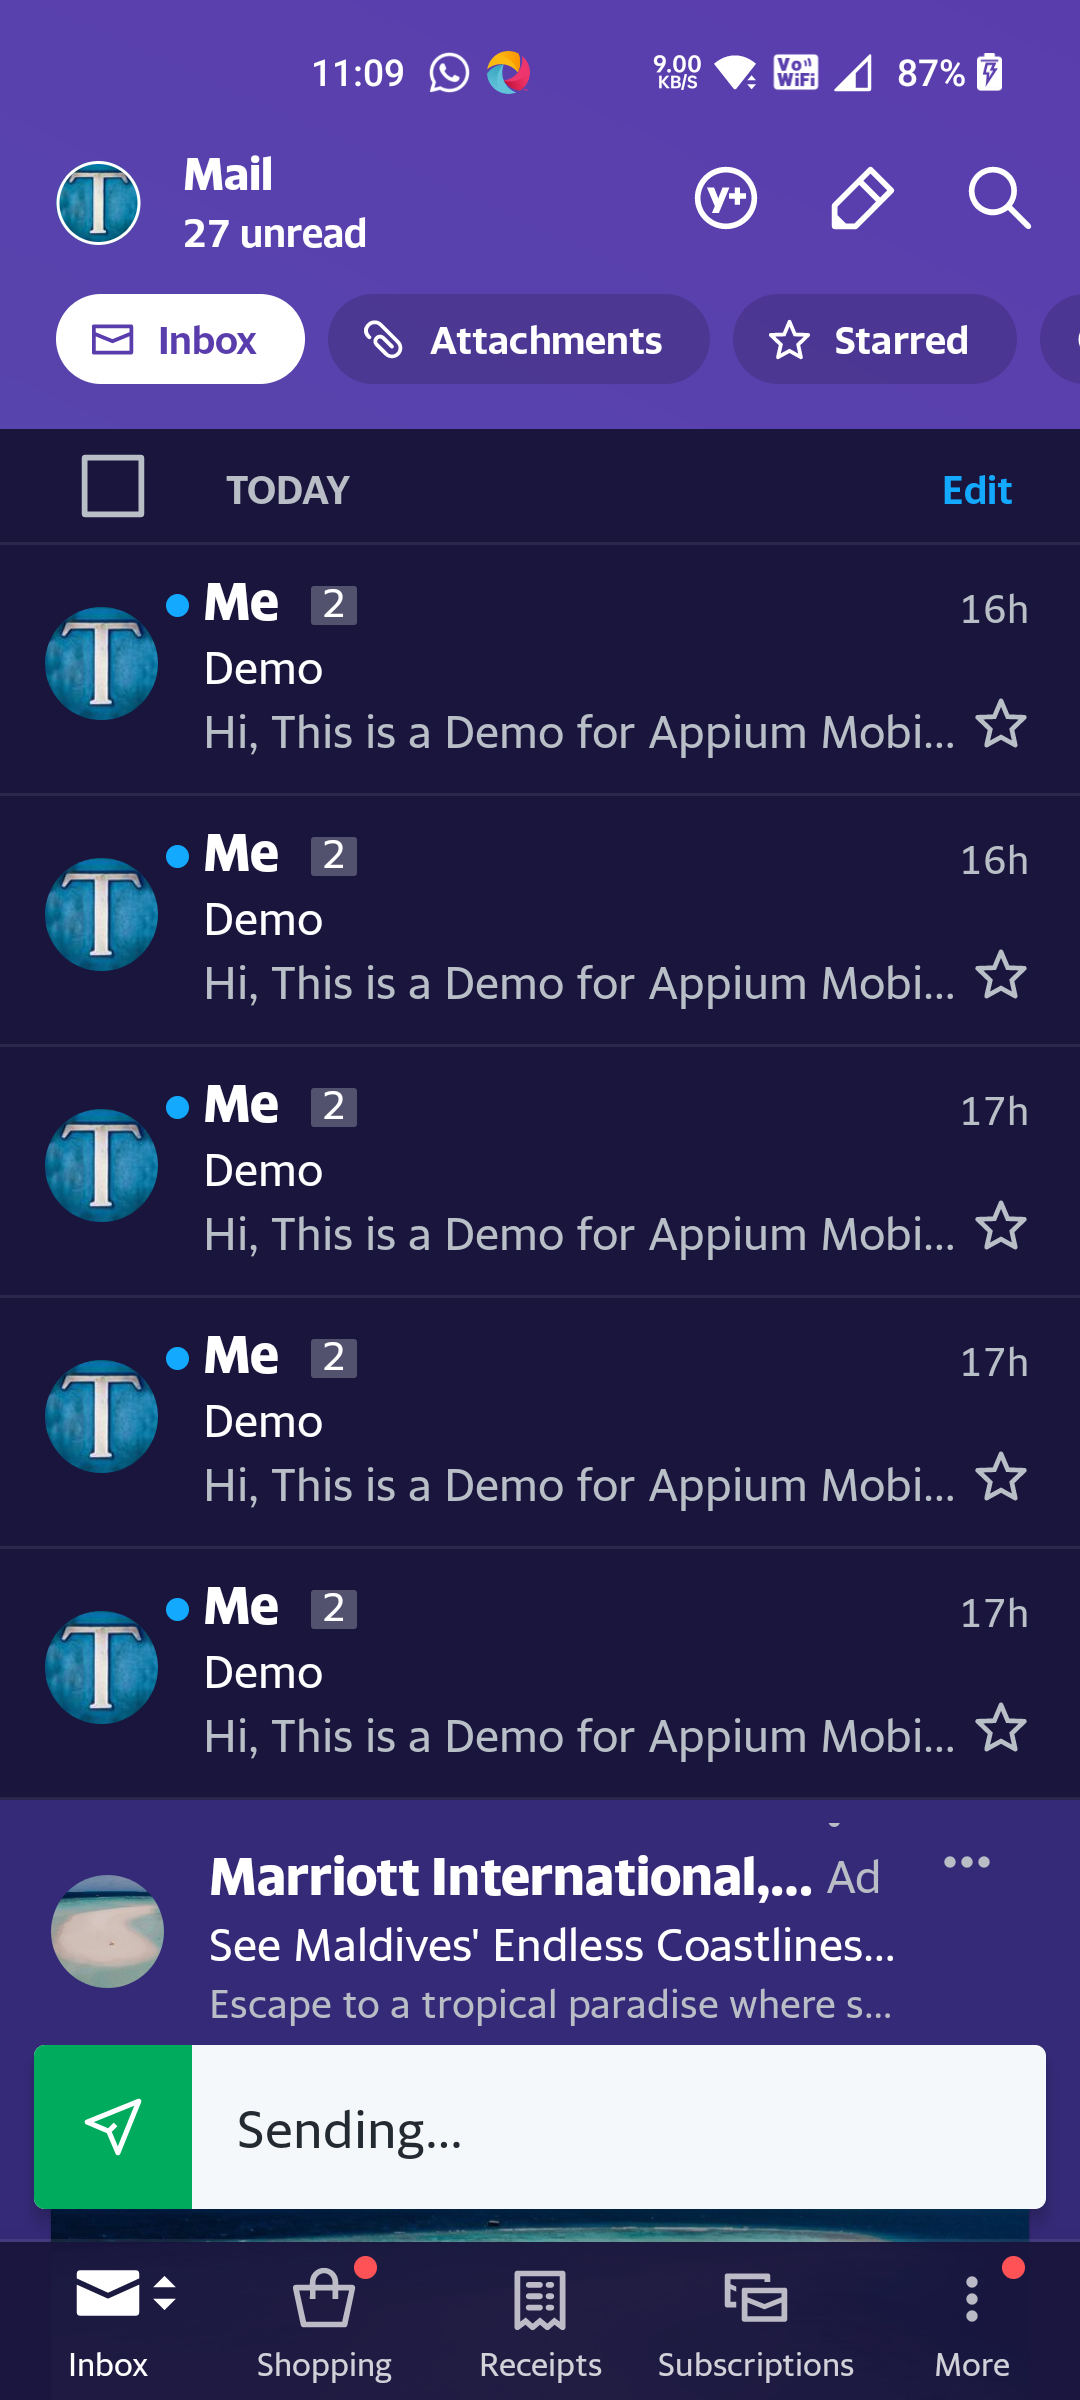 11:09 9.00 KB/S Vo WiFi 87%
T Mail
27 unread
y+
Inbox Attachments Starred
TODAY Edit
T Me 2 16h
Demo
Hi, This is a Demo for Appium Mobi...
T Me 2 16h
Demo
Hi, This is a Demo for Appium Mobi...
T Me 2 17h
Demo
Hi, This is a Demo for Appium Mobi...
T Me 2 17h
Demo
Hi, This is a Demo for Appium Mobi...
T Me 2 17h
Demo
Hi, This is a Demo for Appium Mobi...
Marriott International,... Ad
See Maldives' Endless Coastlines...
Escape to a tropical paradise where s...
Sending...
Inbox Shopping Receipts Subscriptions More